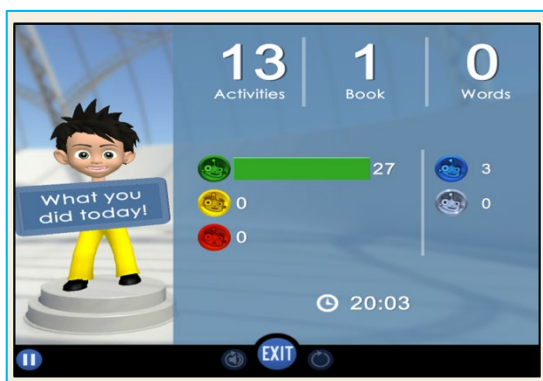 13 1 0
Activities Book Words
27 3
0 0
0
What you
did today!
20:03
EXIT